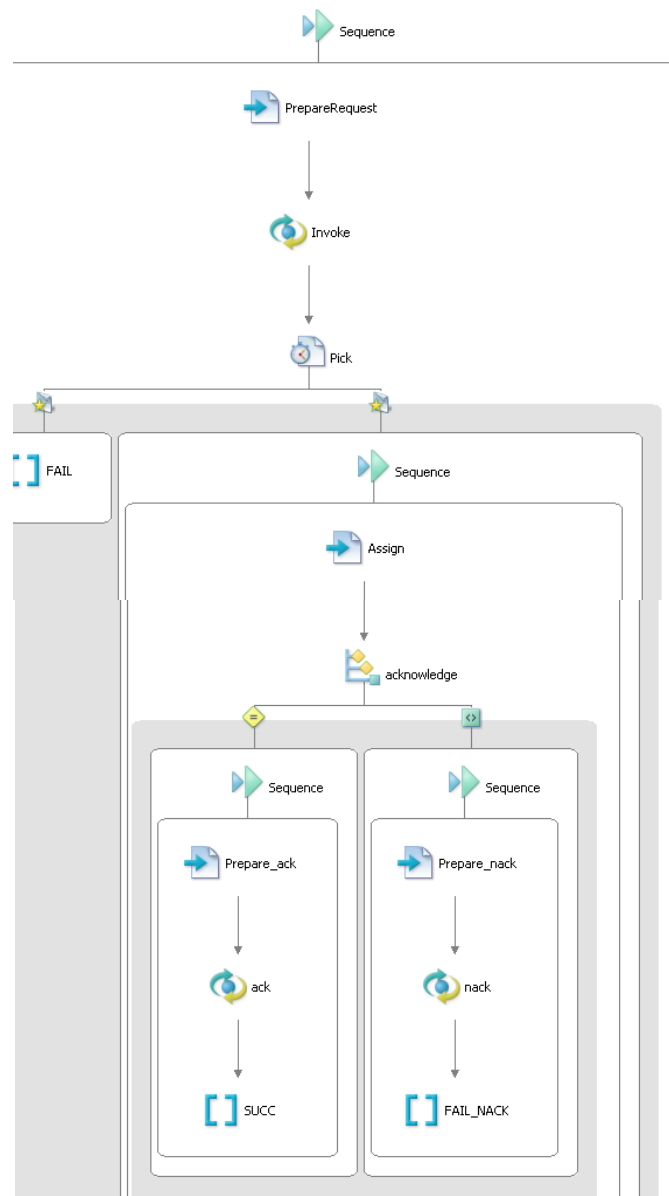 Sequence
PrepareRequest
Invoke
Pick
FAIL
Sequence
Assign
acknowledge
= <>
Sequence Sequence
Prepare_ack Prepare_nack
ack nack
SUCC FAIL_NACK